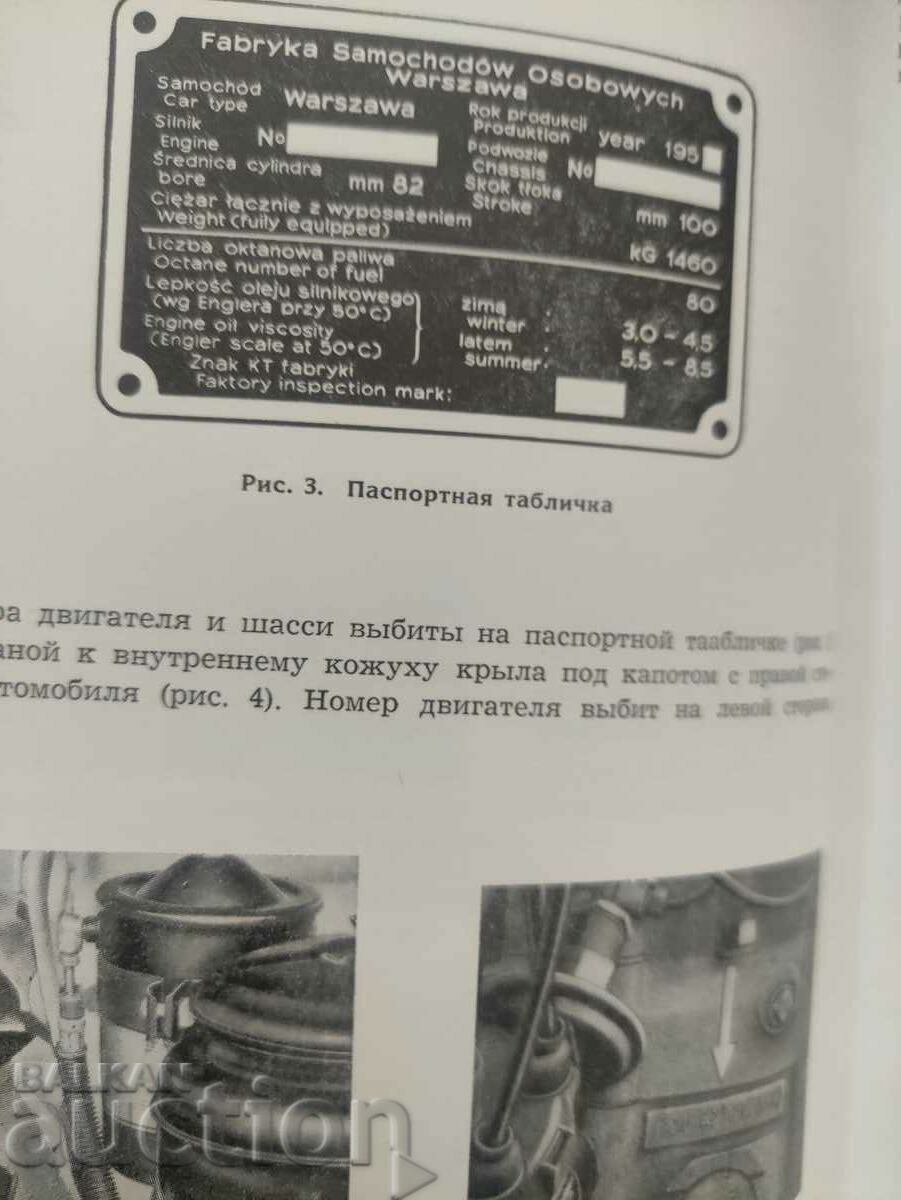 Fabryka Samochodów Osobowych
Warszawa
Samochód
Car type
Warszawa
Rok produkcji
Produktion year 195
Silnik
Engine No
Podwozie
Chassis No
Średnica cylindra
bore mm 82
Skok tłoka
Stroke mm 100
Ciężar łącznie z wyposażeniem
Weight (fully equipped) kG 1460
Liczba oktanowa paliwa
Octane number of fuel 80
Lepkość oleju silnikowego
(wg Englera przy 50°C)
Engine oil viscosity
(Engler scale at 50°C)
zima
winter : 3,0 – 4,5
latem
summer: 5,5 – 8,5
Znak KT fabryki
Faktory inspection mark:
Рис. 3. Паспортная табличка
ра двигателя и шасси выбиты на паспортной
аной к внутреннему кожуху крыла под капотом с правой
томобиля (рис. 4). Номер двигателя выбит на левой
BALKAN
auction